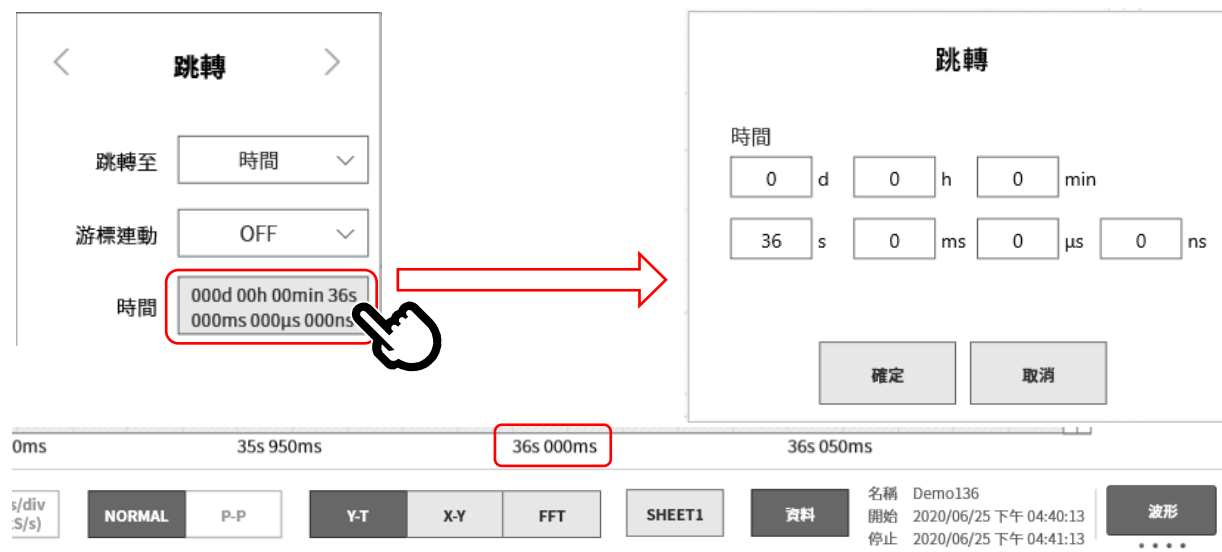 跳轉
跳轉至
時間
游標連動
OFF
時間
000d 00h 00min 36s
000ms 000µs 000ns
跳轉
時間
0 d 0 h 0 min
36 s 0 ms 0 µs 0 ns
確定 取消
0ms 35s 950ms 36s 000ms 36s 050ms
s/div
S/s)
NORMAL P-P Y-T X-Y FFT SHEET1 資料
名稱 Demo136
開始 2020/06/25 下午 04:40:13
停止 2020/06/25 下午 04:41:13
波形